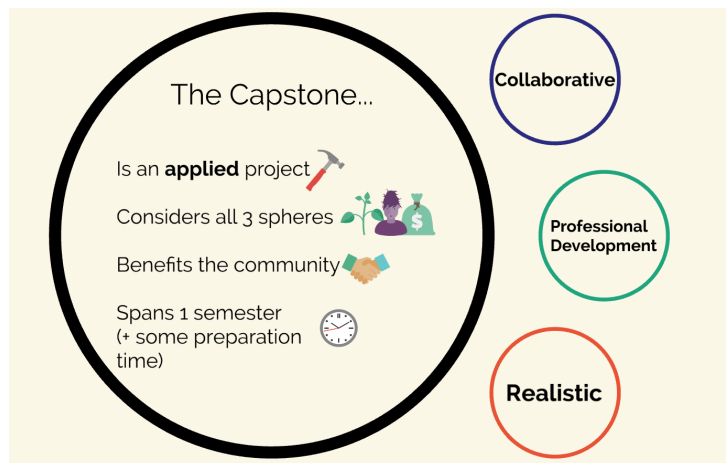 The Capstone...
Is an applied project
Considers all 3 spheres
$
Benefits the community
Spans 1 semester
(+ some preparation
time)
Collaborative
Professional
Development
Realistic